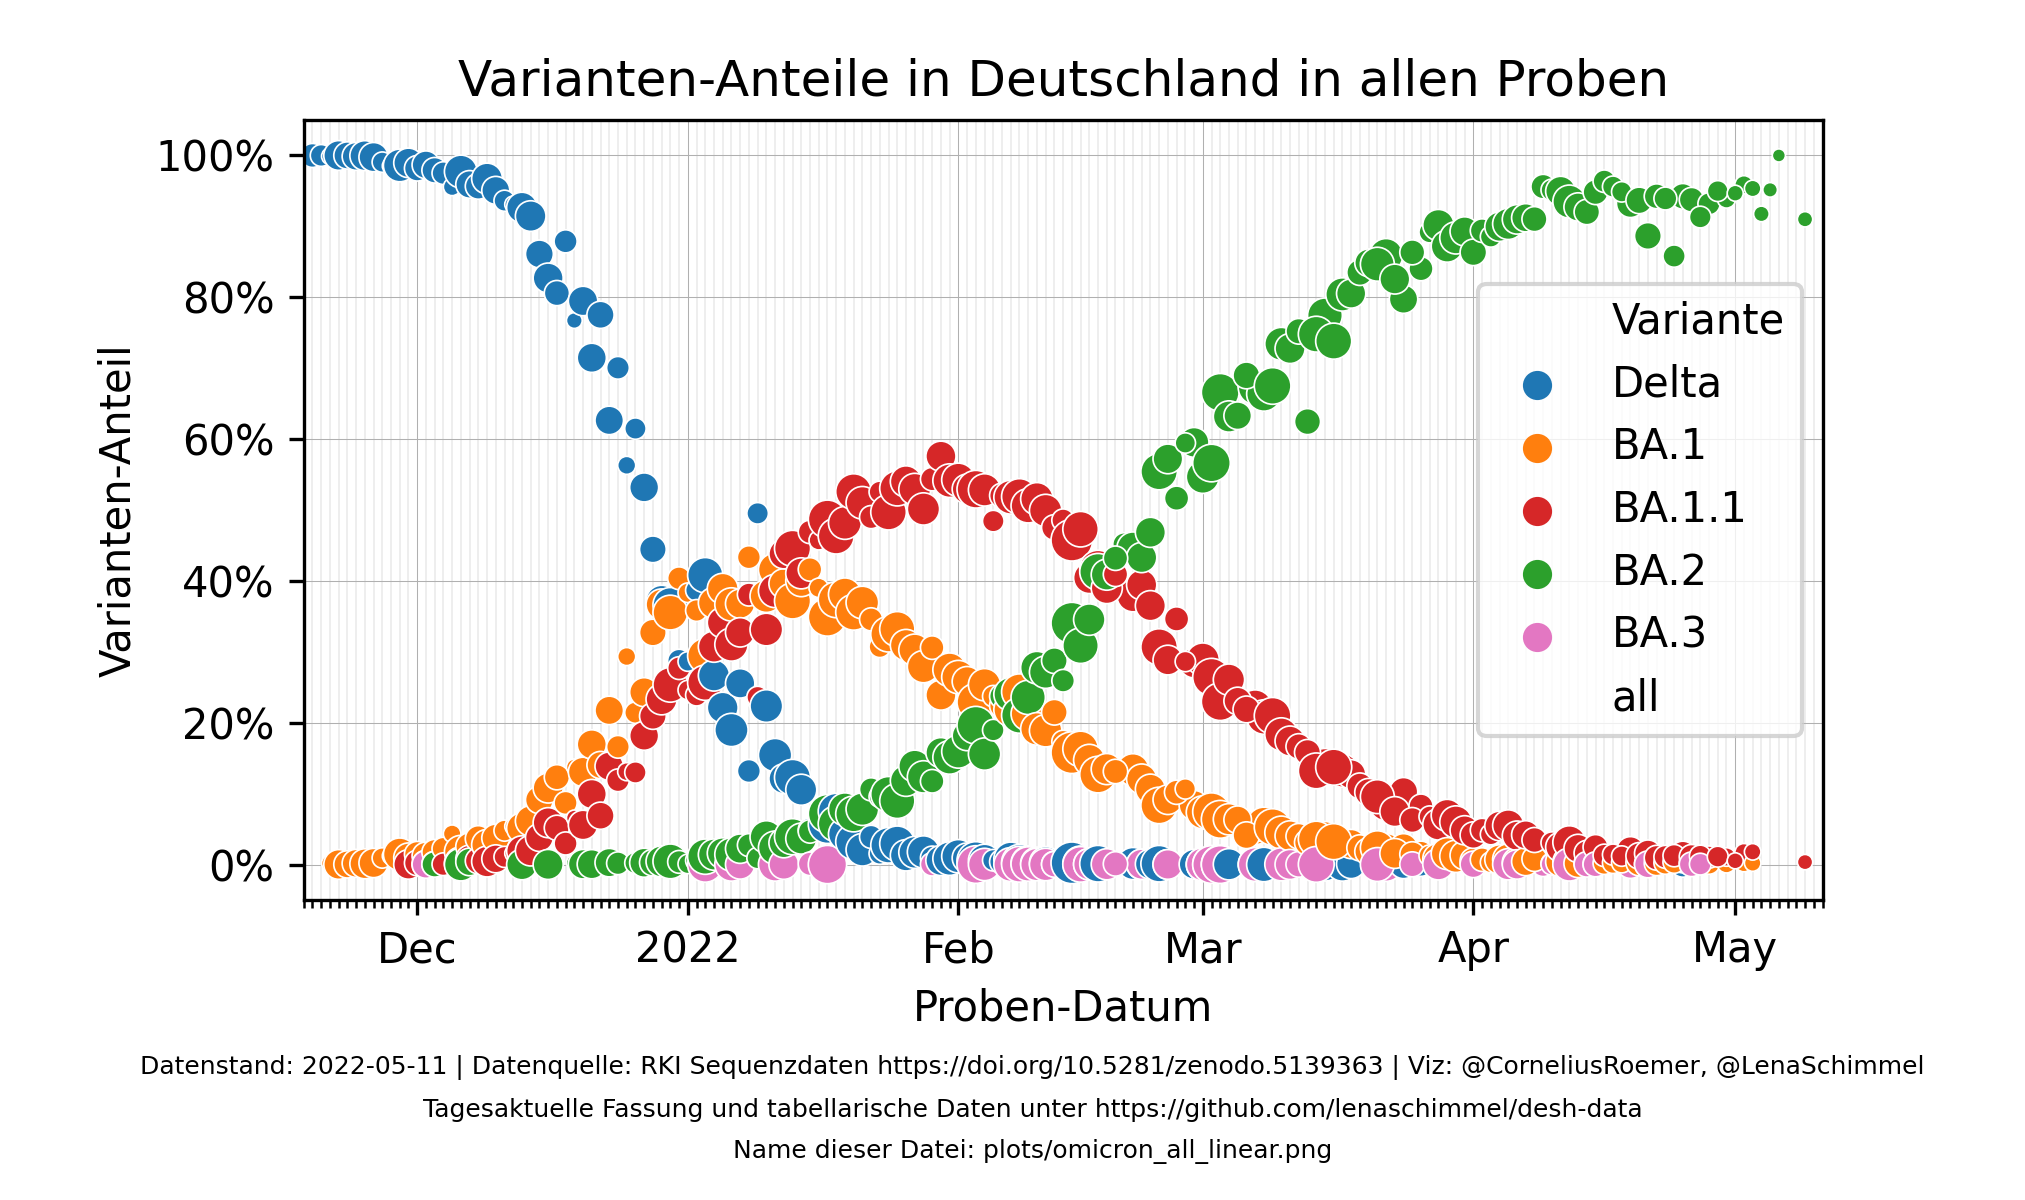 Varianten-Anteile in Deutschland in allen Proben
100%
80%
60%
40%
20%
0%
Varianten-Anteil
Variante
Delta
BA.1
BA.1.1
BA.2
BA.3
all
Dec 2022 Feb Mar Apr May
Proben-Datum
Datenstand: 2022-05-11 | Datenquelle: RKI Sequenzdaten https://doi.org/10.5281/zenodo.5139363 | Viz: @CorneliusRoemer, @LenaSchimmel
Tagesaktuelle Fassung und tabellarische Daten unter https://github.com/lenaschimmel/desh-data
Name dieser Datei: plots/omicron_all_linear.png